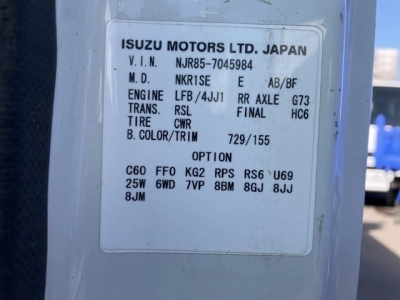 ISUZU MOTORS LTD. JAPAN
V.I.N. NJR85-7045984
M.D. NKR1SE E AB/BF
ENGINE LFB/4JJ1 RR AXLE G73
TRANS. RSL FINAL HC6
TIRE CWR
B.COLOR/TRIM 729/155
OPTION
C60 FF0 KG2 RPS RS6 U69
25W 6WD 7VP 8BM 8GJ 8JJ
8JM